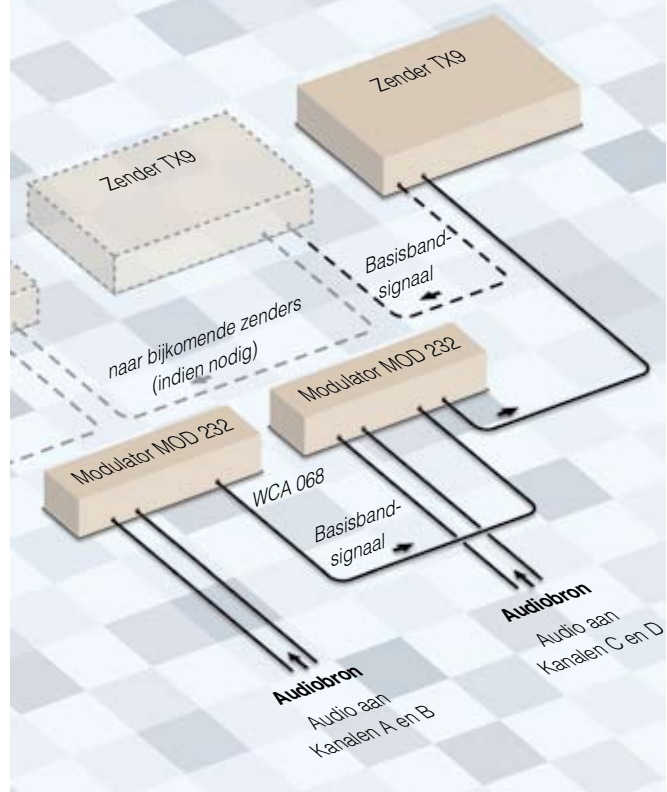 Zender TX9
Zender TX9
Basisband-
signaal
naar bijkomende zenders
(indien nodig)
Modulator MOD 232
Modulator MOD 232
WCA 068
Basisband-
signaal
Audiobron
Audio aan
Kanalen C en D
Audiobron
Audio aan
Kanalen A en B